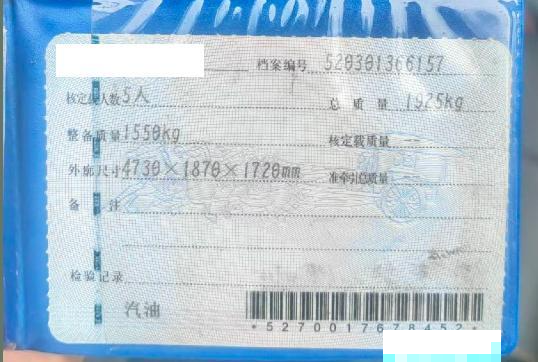 档案编号 520301366157
核定载人数 5人 总质量 1925kg
整备质量 1550kg 核定载质量 --
外廓尺寸 4730×1870×1720mm 准牵引总质量 --
备注
检验记录
汽油
*5270017678452*